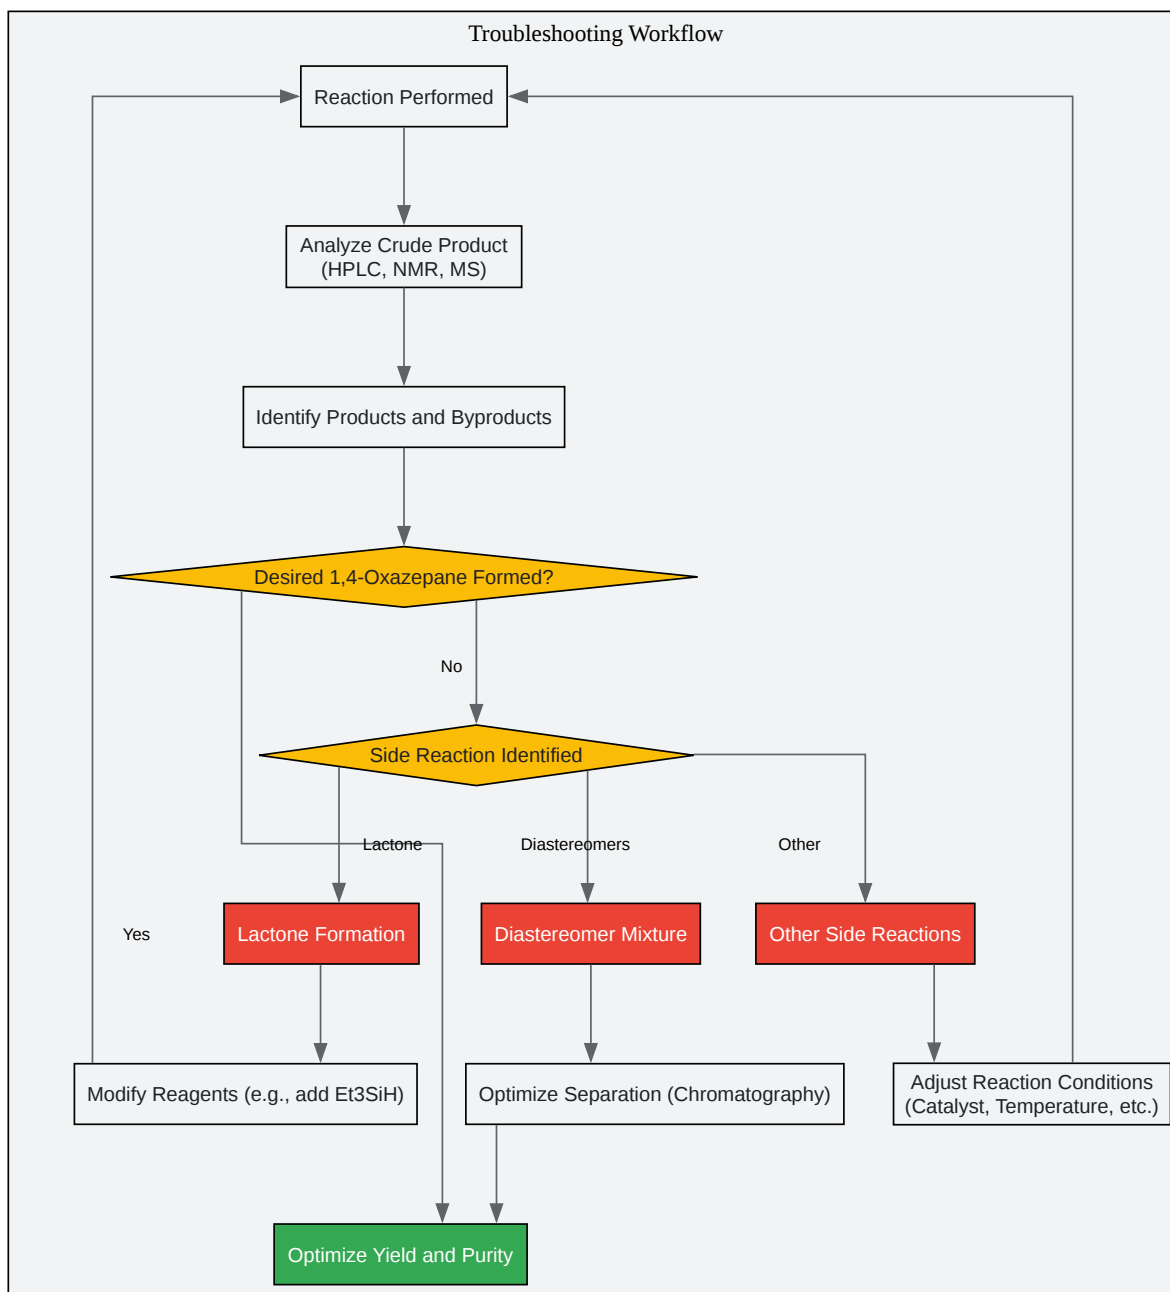 Troubleshooting Workflow
Reaction Performed
Analyze Crude Product
(HPLC, NMR, MS)
Identify Products and Byproducts
Desired 1,4-Oxazepane Formed?
No
Side Reaction Identified
Lactone
Diastereomers
Other
Yes
Lactone Formation
Diastereomer Mixture
Other Side Reactions
Modify Reagents (e.g., add Et3SiH)
Optimize Separation (Chromatography)
Adjust Reaction Conditions
(Catalyst, Temperature, etc.)
Optimize Yield and Purity